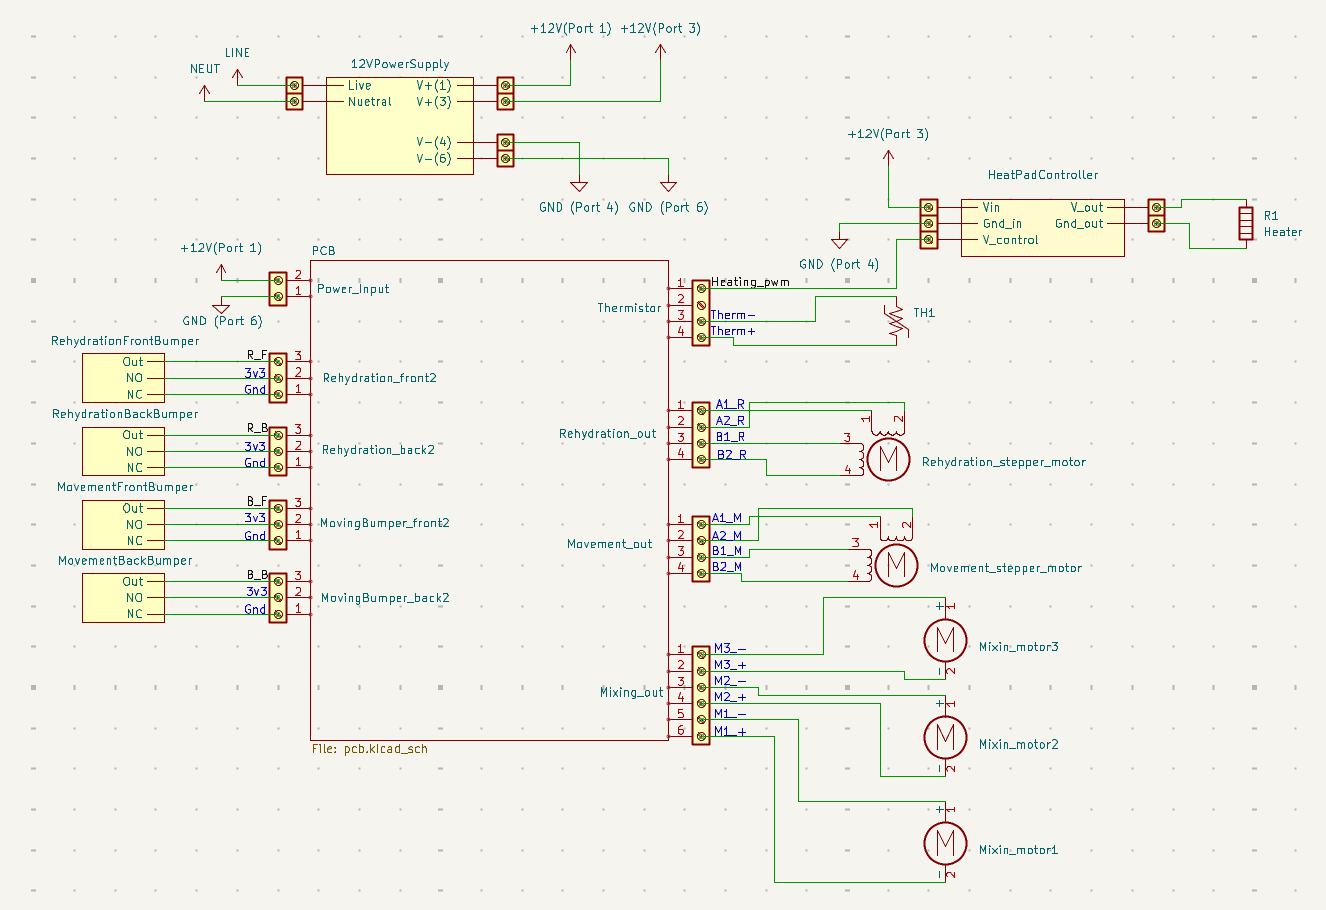 +12V(Port 1) +12V(Port 3)
LINE
NEUT
12VPowerSupply
Live
Nuetral
V+(1)
V+(3)
V-(4)
V-(6)
GND (Port 4) GND (Port 6)
+12V(Port 3)
HeatPadController
Vin
Gnd_in
V_control
V_out
Gnd_out
R1
Heater
GND (Port 4)
+12V(Port 1)
GND (Port 6)
PCB
2
1
Power_Input
RehydrationFrontBumper
Out
NO
NC
R_F
3v3
Gnd
3
2
1
Rehydration_front2
RehydrationBackBumper
Out
NO
NC
R_B
3v3
Gnd
3
2
1
Rehydration_back2
MovementFrontBumper
Out
NO
NC
B_F
3v3
Gnd
3
2
1
MovingBumper_front2
MovementBackBumper
Out
NO
NC
B_B
3v3
Gnd
3
2
1
MovingBumper_back2
Thermistor
1
2
3
4
Heating_pwm
Therm-
Therm+
TH1
Rehydration_out
1
2
3
4
A1_R
A2_R
B1_R
B2_R
1
2
3
4
M
Rehydration_stepper_motor
Movement_out
1
2
3
4
A1_M
A2_M
B1_M
B2_M
1
2
3
4
M
Movement_stepper_motor
Mixing_out
1
2
3
4
5
6
M3_-
M3_+
M2_-
M2_+
M1_-
M1_+
+ 1
M
Mixin_motor3
- 2
+ 1
M
Mixin_motor2
- 2
+ 1
M
Mixin_motor1
- 2
File: pcb.kicad_sch